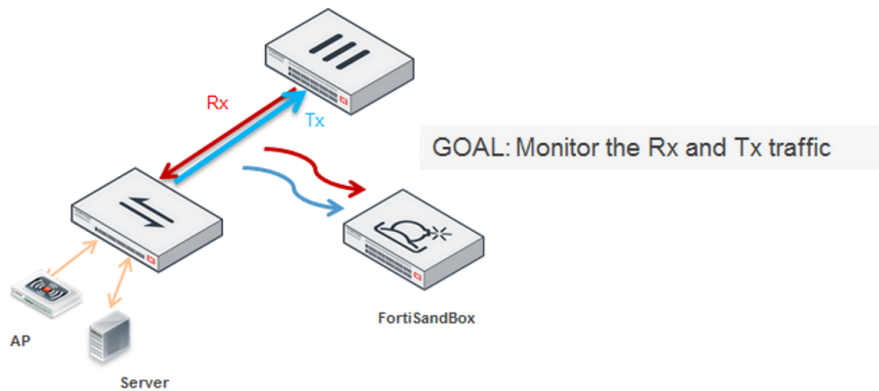 Rx
Tx
GOAL: Monitor the Rx and Tx traffic
FortiSandBox
AP
Server